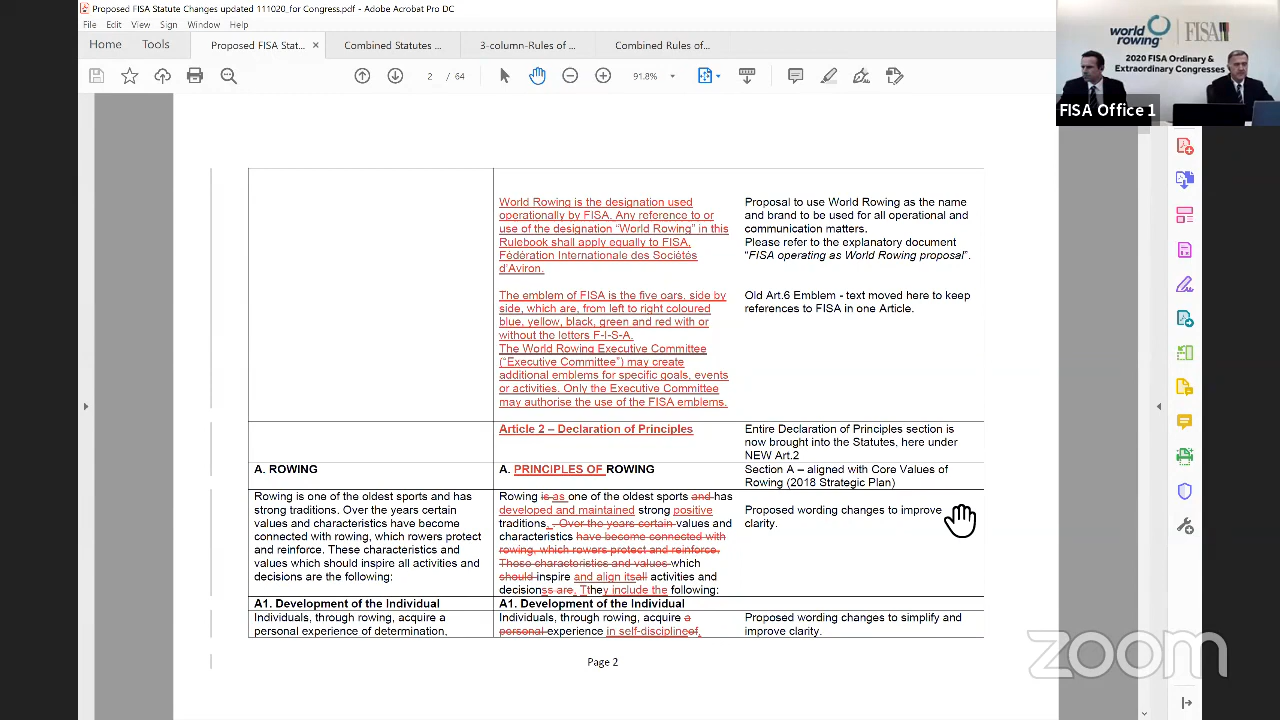 Proposed FISA Statute Changes updated 111020_for Congress.pdf - Adobe Acrobat Pro DC
File Edit View Sign Window Help
Home Tools Proposed FISA Stat... × Combined Statutes ... 3-column-Rules of ... Combined Rules of...
2 / 64 91.8%
world rowing FISA
2020 FISA Ordinary &
Extraordinary Congresses
FISA Office 1
World Rowing is the designation used
operationally by FISA. Any reference to or
use of the designation “World Rowing” in this
Rulebook shall apply equally to FISA,
Fédération Internationale des Sociétés
d’Aviron.
Proposal to use World Rowing as the name
and brand to be used for all operational and
communication matters.
Please refer to the explanatory document
“FISA operating as World Rowing proposal”.
The emblem of FISA is the five oars, side by
side, which are, from left to right coloured
blue, yellow, black, green and red with or
without the letters F-I-S-A.
The World Rowing Executive Committee
(“Executive Committee”) may create
additional emblems for specific goals, events
or activities. Only the Executive Committee
may authorise the use of the FISA emblems.
Old Art.6 Emblem - text moved here to keep
references to FISA in one Article.
Article 2 – Declaration of Principles
Entire Declaration of Principles section is
now brought into the Statutes, here under
NEW Art.2
A. ROWING
A. PRINCIPLES OF ROWING
Section A – aligned with Core Values of
Rowing (2018 Strategic Plan)
Rowing is one of the oldest sports and has
strong traditions. Over the years certain
values and characteristics have become
connected with rowing, which rowers protect
and reinforce. These characteristics and
values which should inspire all activities and
decisions are the following:
Rowing is as one of the oldest sports and has
developed and maintained strong positive
traditions, . Over the years certain values and
characteristics have become connected with
rowing, which rowers protect and reinforce.
These characteristics and values which
should inspire and align itsall activities and
decisionss are. Tthey include the following:
Proposed wording changes to improve
clarity.
A1. Development of the Individual
A1. Development of the Individual
Individuals, through rowing, acquire a
personal experience of determination,
Individuals, through rowing, acquire a
personal experience in self-disciplineof,
Proposed wording changes to simplify and
improve clarity.
Page 2
zoom